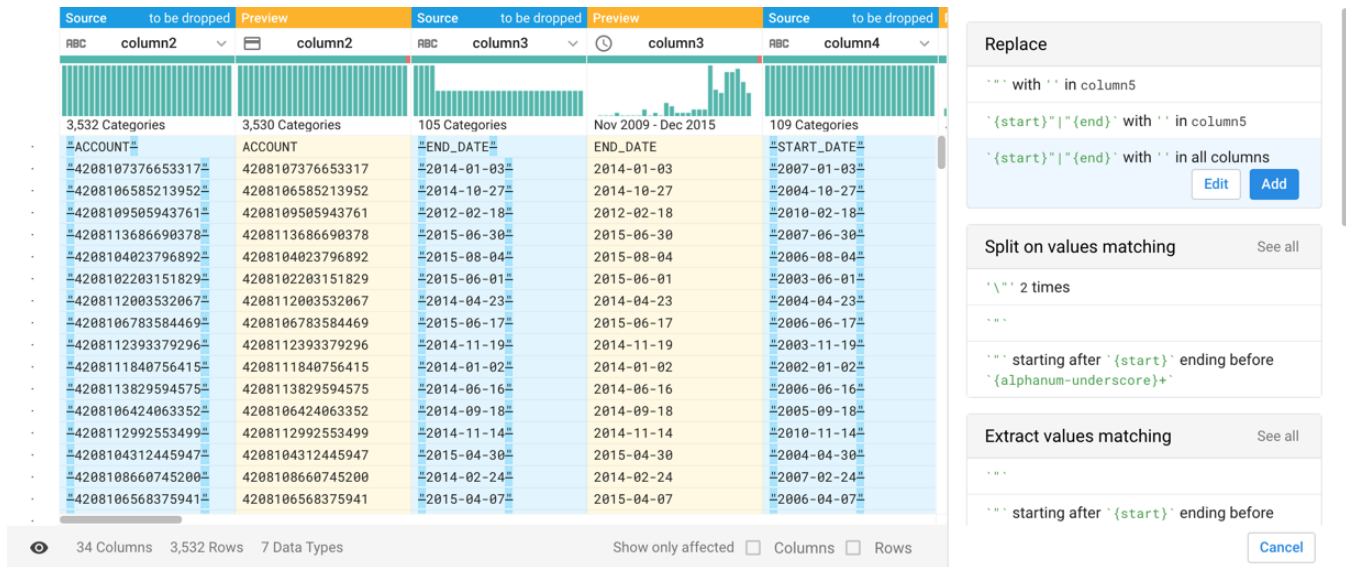 Source to be dropped Preview Source to be dropped Preview Source to be dropped
ABC column2 column2 ABC column3 column3 ABC column4
3,532 Categories 3,530 Categories 105 Categories Nov 2009 - Dec 2015 109 Categories
"ACCOUNT" ACCOUNT "END_DATE" END_DATE "START_DATE"
"4208107376653317" 4208107376653317 "2014-01-03" 2014-01-03 "2007-01-03"
"4208106585213952" 4208106585213952 "2014-10-27" 2014-10-27 "2004-10-27"
"4208109505943761" 4208109505943761 "2012-02-18" 2012-02-18 "2010-02-18"
"4208113686690378" 4208113686690378 "2015-06-30" 2015-06-30 "2007-06-30"
"4208104023796892" 4208104023796892 "2015-08-04" 2015-08-04 "2006-08-04"
"4208102203151829" 4208102203151829 "2015-06-01" 2015-06-01 "2003-06-01"
"4208112003532067" 4208112003532067 "2014-04-23" 2014-04-23 "2004-04-23"
"4208106783584469" 4208106783584469 "2015-06-17" 2015-06-17 "2006-06-17"
"4208112393379296" 4208112393379296 "2014-11-19" 2014-11-19 "2003-11-19"
"4208111840756415" 4208111840756415 "2014-01-02" 2014-01-02 "2002-01-02"
"4208113829594575" 4208113829594575 "2014-06-16" 2014-06-16 "2006-06-16"
"4208106424063352" 4208106424063352 "2014-09-18" 2014-09-18 "2005-09-18"
"4208112992553499" 4208112992553499 "2014-11-14" 2014-11-14 "2010-11-14"
"4208104312445947" 4208104312445947 "2015-04-30" 2015-04-30 "2004-04-30"
"4208108660745200" 4208108660745200 "2014-02-24" 2014-02-24 "2007-02-24"
"4208106568375941" 4208106568375941 "2015-04-07" 2015-04-07 "2006-04-07"
34 Columns 3,532 Rows 7 Data Types Show only affected Columns Rows
Replace
`"` with '' in column5
`{start}"|"{end}` with '' in column5
`{start}"|"{end}` with '' in all columns
Edit Add
Split on values matching See all
'\"' 2 times
`"`
`"` starting after `{start}` ending before
`{alphanum-underscore}+`
Extract values matching See all
`"`
`"` starting after `{start}` ending before
Cancel